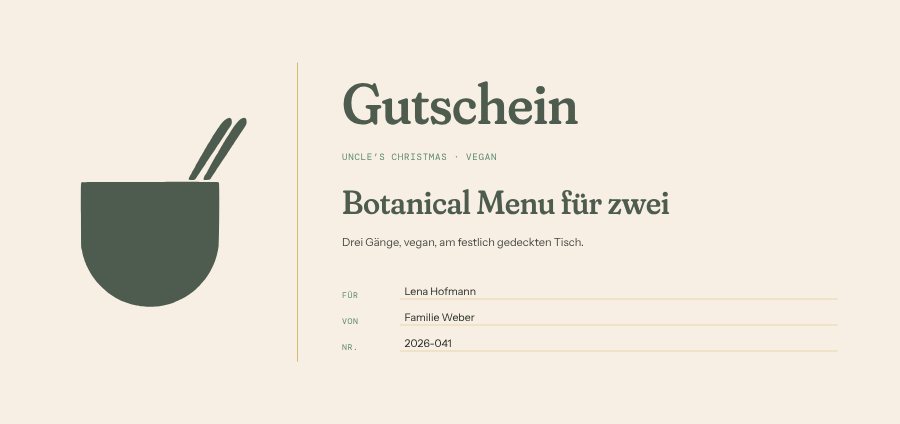 Gutschein
UNCLE'S CHRISTMAS · VEGAN
Botanical Menu für zwei
Drei Gänge, vegan, am festlich gedeckten Tisch.
FÜR Lena Hofmann
VON Familie Weber
NR. 2026-041